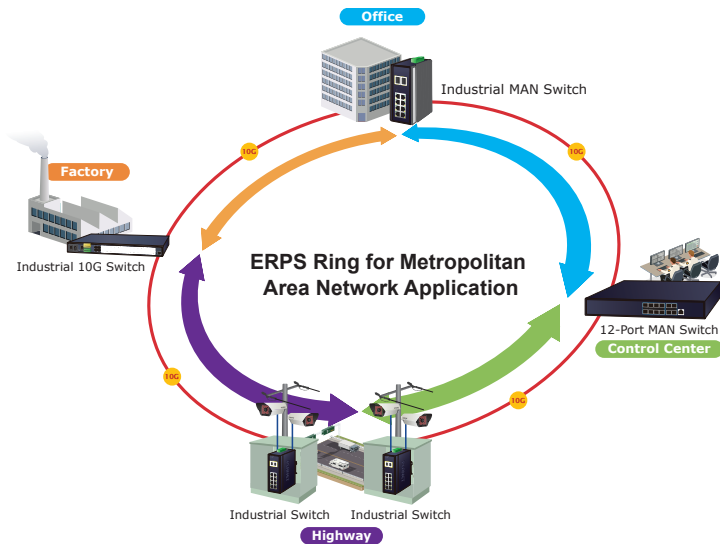 Office
Industrial MAN Switch
10G
10G
Factory
Industrial 10G Switch
ERPS Ring for Metropolitan
Area Network Application
12-Port MAN Switch
Control Center
10G
10G
Industrial Switch
Industrial Switch
Highway